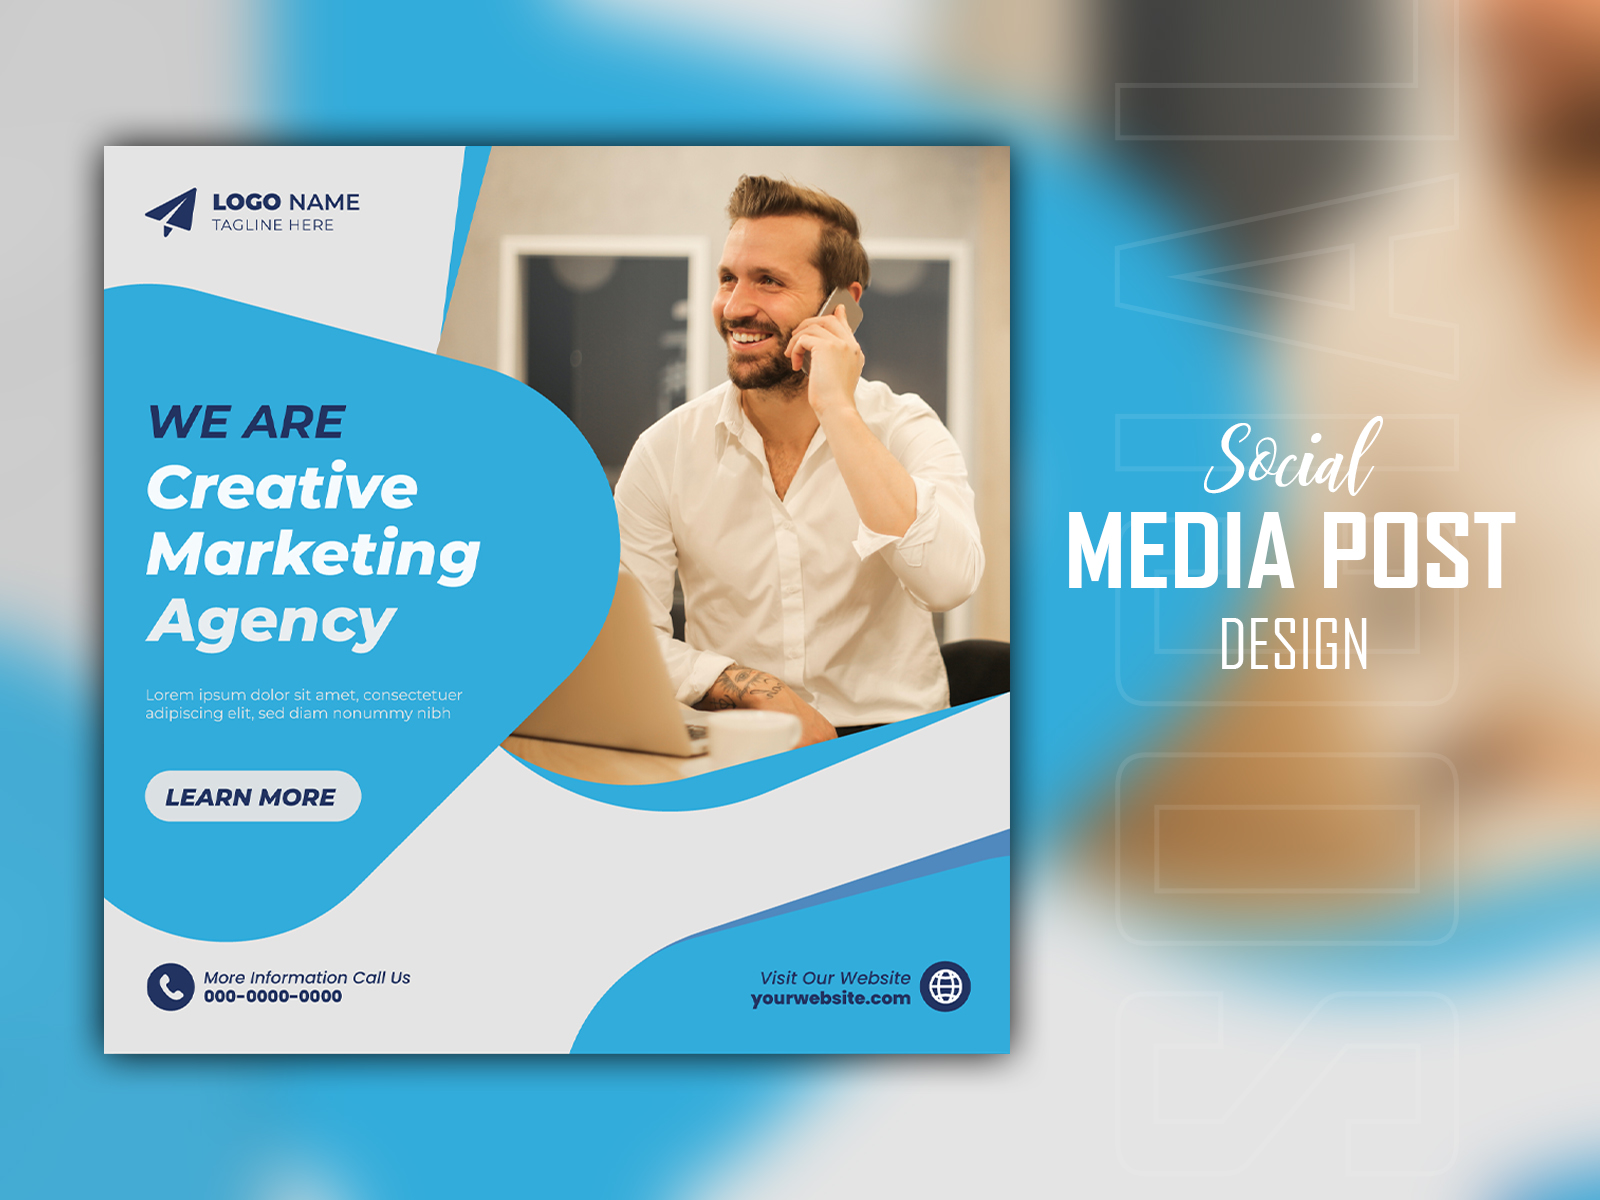 LOGO NAME
TAGLINE HERE
WE ARE
Creative
Marketing
Agency
Lorem ipsum dolor sit amet, consectetuer
adipiscing elit, sed diam nonummy nibh
LEARN MORE
More Information Call Us
000-0000-0000
Visit Our Website
yourwebsite.com
Social
MEDIA POST
DESIGN
SOCIAL